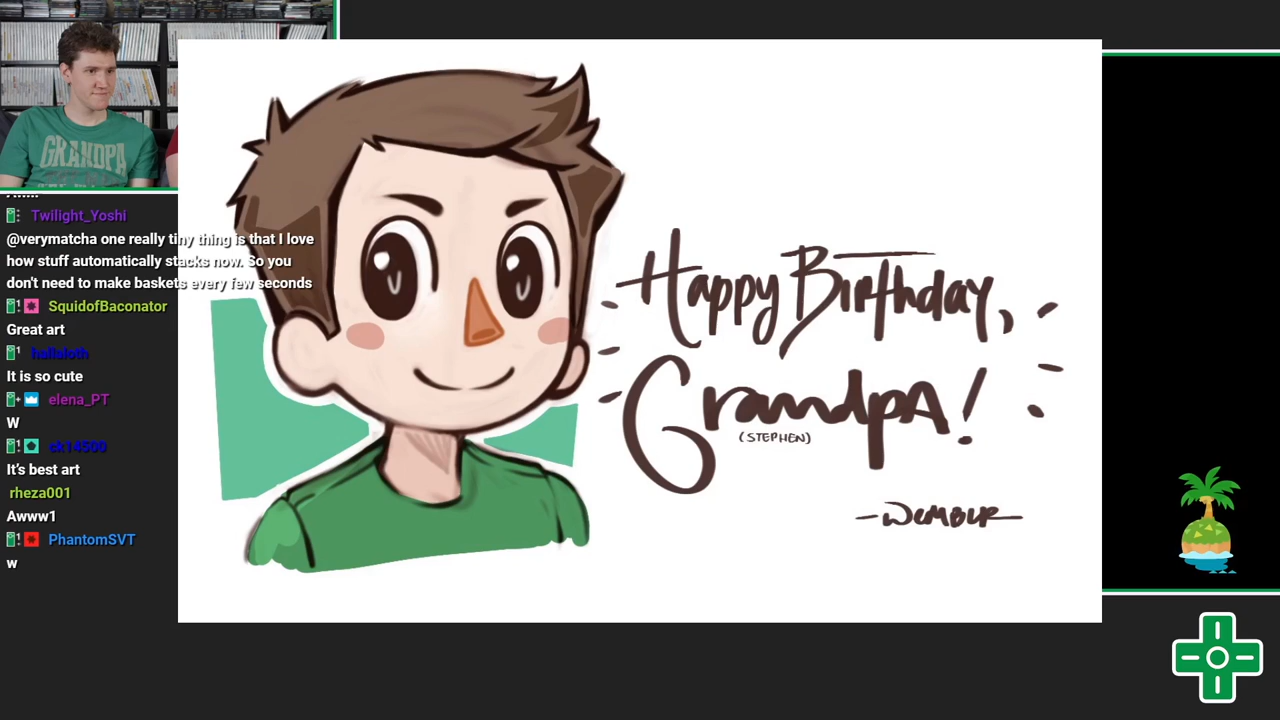 GRANDPA
Twilight_Yoshi
@verymatcha one really tiny thing is that I love
how stuff automatically stacks now. So you
don't need to make baskets every few seconds
SquidofBaconator
Great art
It is so cute
elena_PT
W
ck14500
It's best art
rheza001
Awww1
PhantomSVT
w
Happy Birthday,
GrandpA!
(STEPHEN)